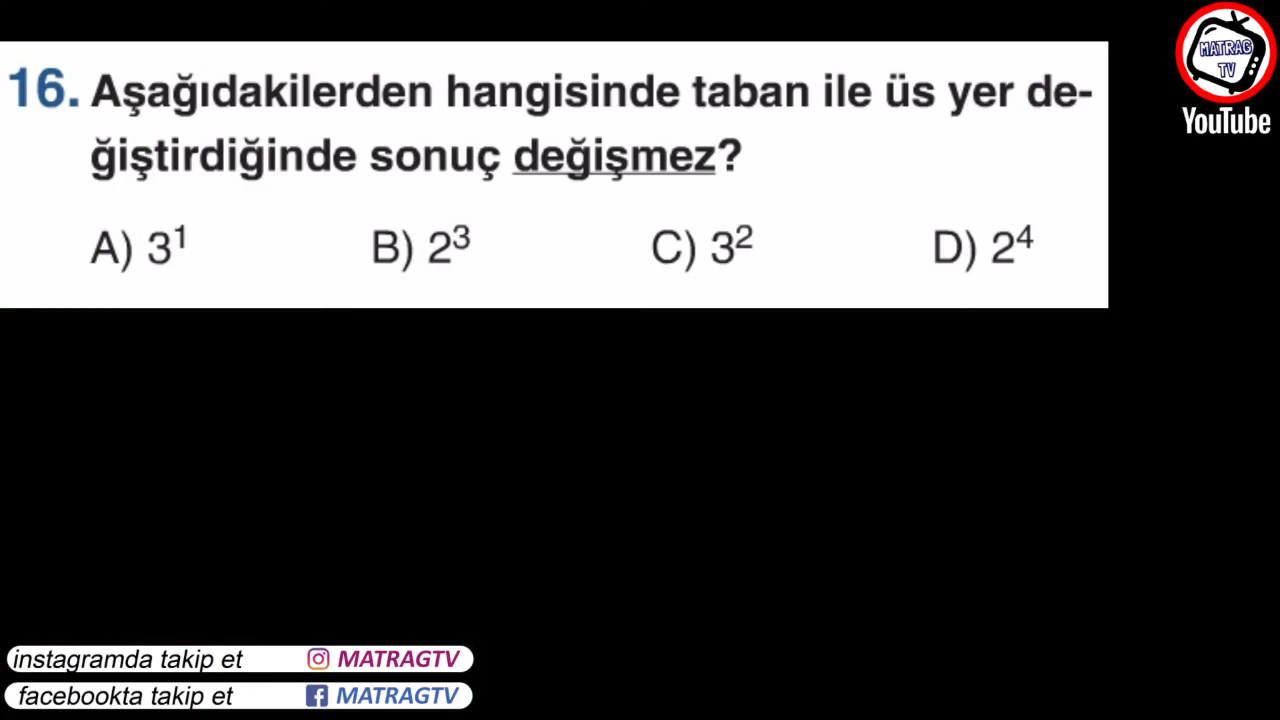 MATRAG
TV
YouTube
16. Aşağıdakilerden hangisinde taban ile üs yer de-
ğiştirdiğinde sonuç değişmez?
A) 3¹ B) 2³ C) 3² D) 2⁴
instagramda takip et MATRAGTV
facebookta takip et MATRAGTV